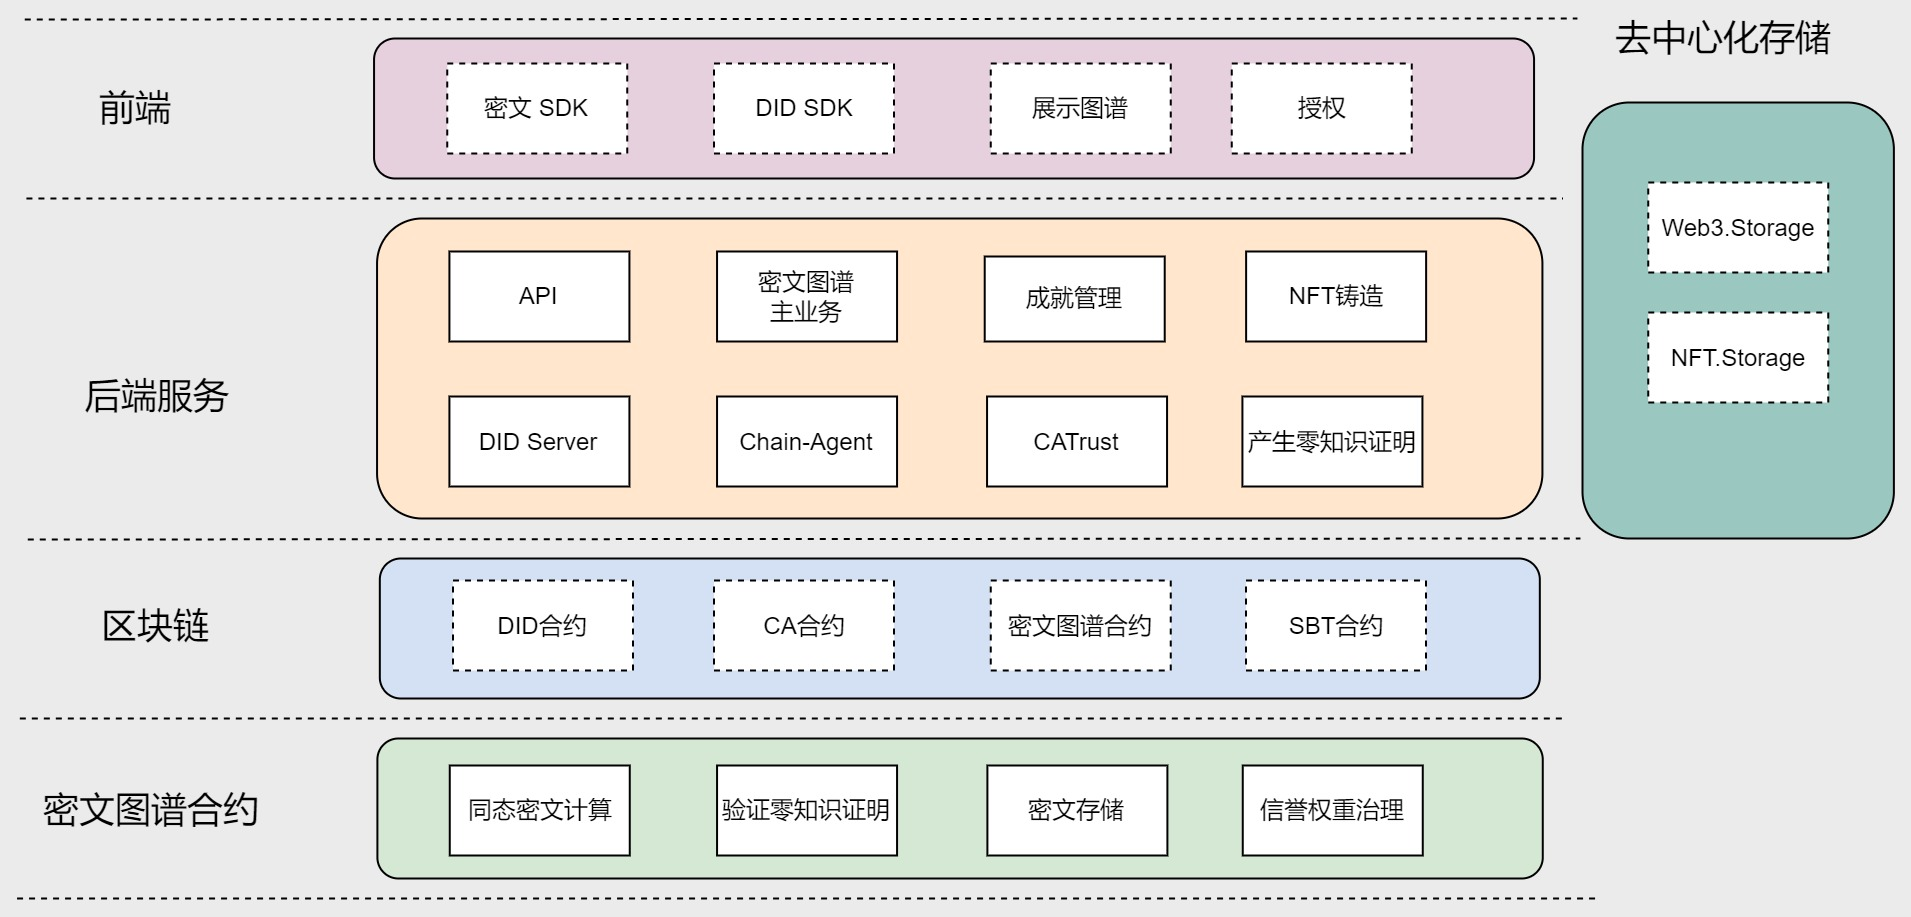 去中心化存储
前端
密文 SDK
DID SDK
展示图谱
授权
Web3.Storage
NFT.Storage
后端服务
API
密文图谱
主业务
成就管理
NFT铸造
DID Server
Chain-Agent
CATrust
产生零知识证明
区块链
DID合约
CA合约
密文图谱合约
SBT合约
密文图谱合约
同态密文计算
验证零知识证明
密文存储
信誉权重治理